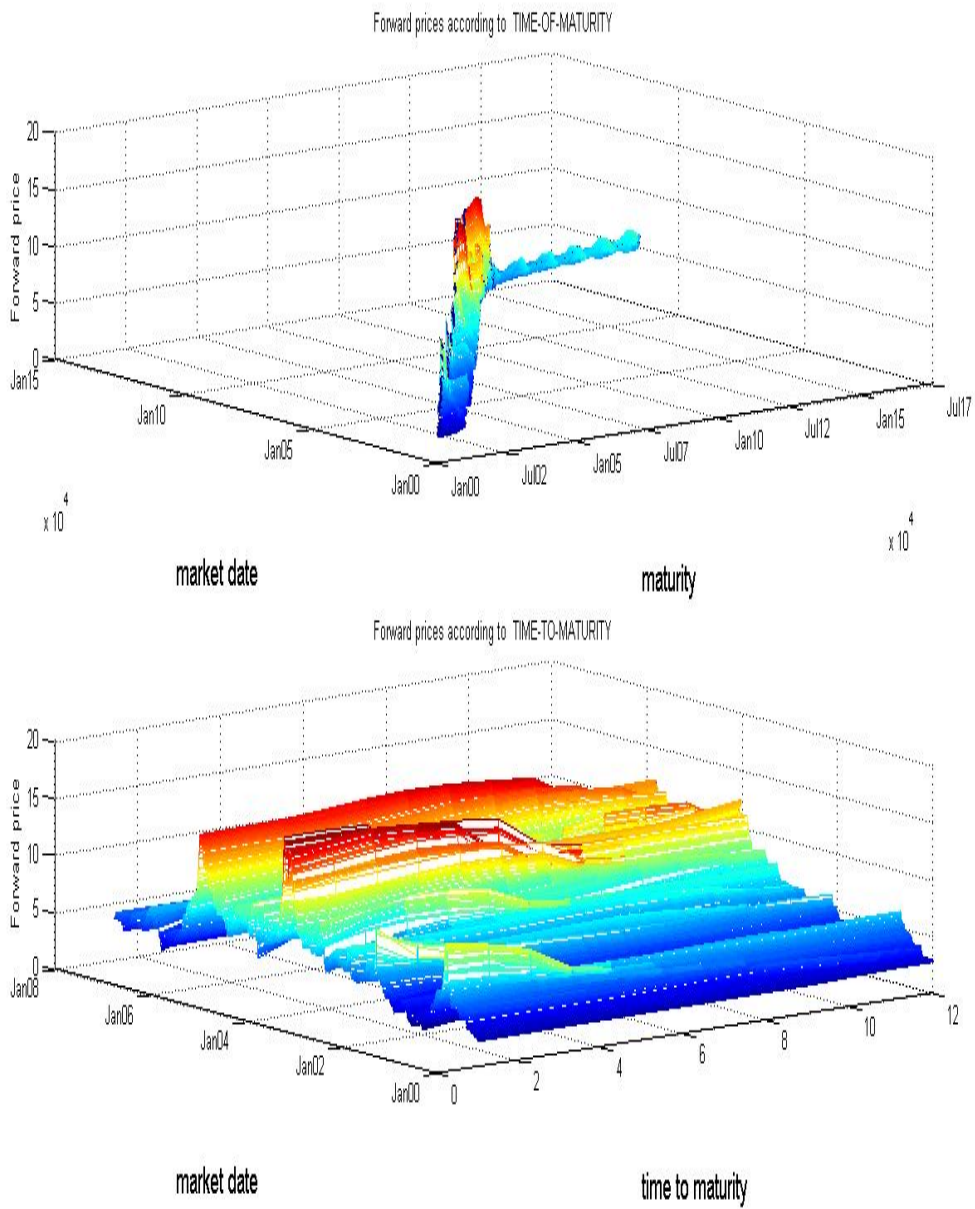 Forward prices according to TIME-OF-MATURITY
20
15
10
5
0
Forward price
Jan15
Jan10
Jan05
Jan00
Jan00
Jul02
Jan05
Jul07
Jan10
Jul12
Jan15
Jul17
x 10 4
x 10 4
market date
maturity
Forward prices according to TIME-TO-MATURITY
20
15
10
5
0
Forward price
Jan08
Jan06
Jan04
Jan02
Jan00
0
2
4
6
8
10
12
market date
time to maturity